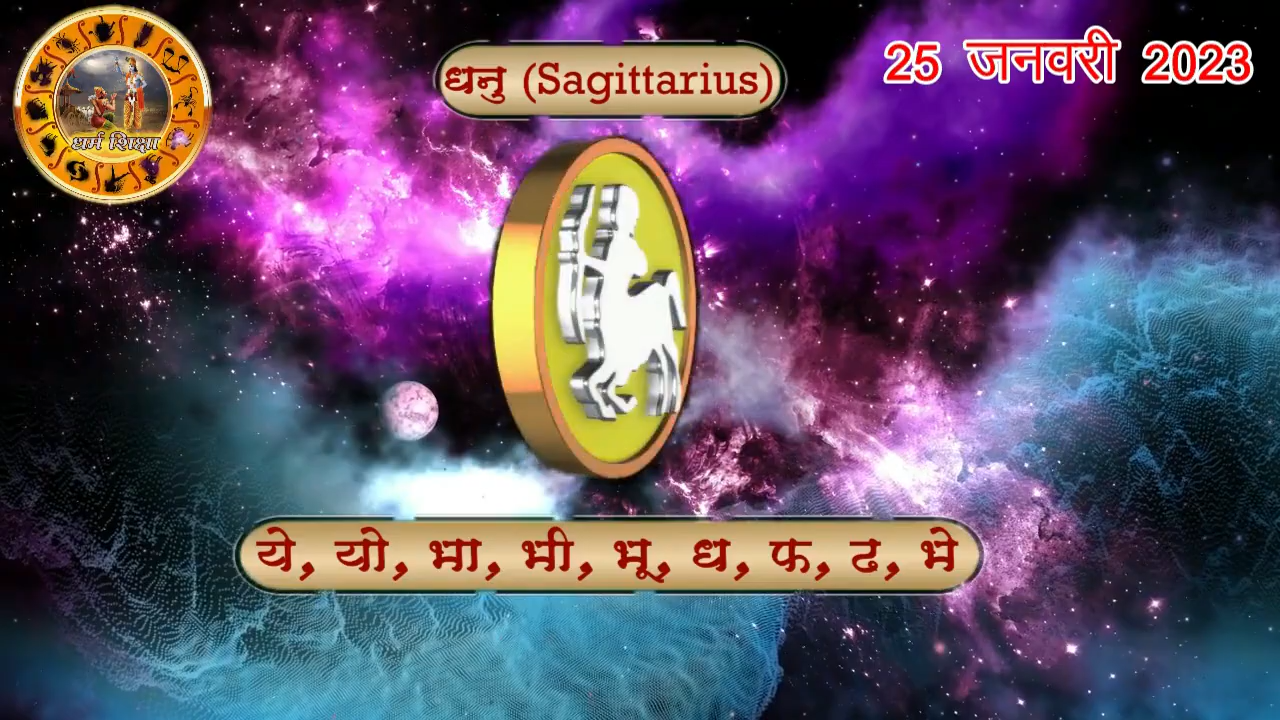 धर्म शिक्षा
धनु (Sagittarius)
25 जनवरी 2023
ये, यो, भा, भी, भू, ध, फ, ढ, भे